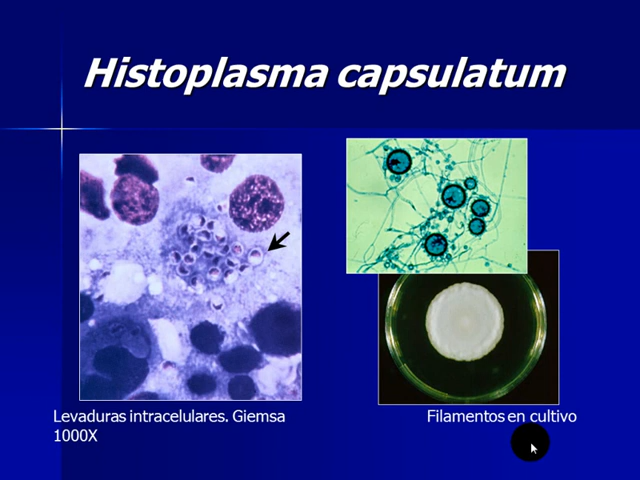 Histoplasma capsulatum
Levaduras intracelulares. Giemsa
1000X
Filamentos en cultivo